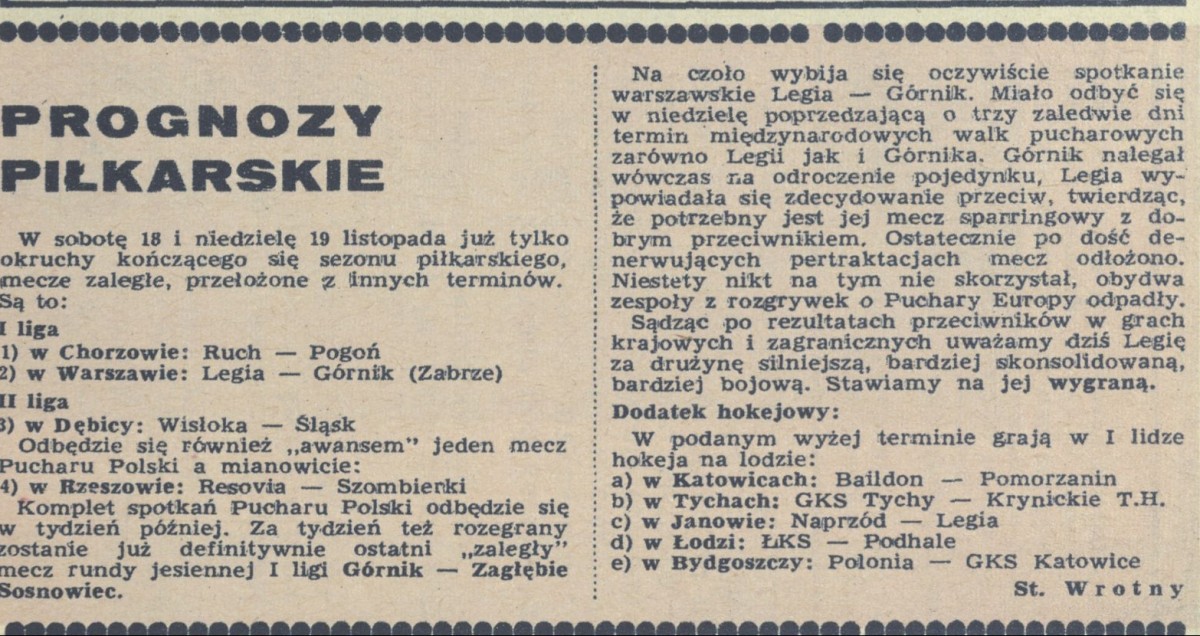 PROGNOZY
PIŁKARSKIE
W sobotę 18 i niedzielę 19 listopada już tylko
okruchy kończącego się sezonu piłkarskiego,
mecze zaległe, przełożone z innych terminów.
Są to:
I liga
1) w Chorzowie: Ruch — Pogoń
2) w Warszawie: Legia — Górnik (Zabrze)
II liga
3) w Dębicy: Wisłoka — Śląsk
Odbędzie się również „awansem” jeden mecz
Pucharu Polski a mianowicie:
4) w Rzeszowie: Resovia — Szombierki
Komplet spotkań Pucharu Polski odbędzie się
w tydzień później. Za tydzień też rozegrany
zostanie już definitywnie ostatni „zaległy”
mecz rundy jesiennej I ligi Górnik — Zagłębie
Sosnowiec.
Na czoło wybija się oczywiście spotkanie
warszawskie Legia — Górnik. Miało odbyć się
w niedzielę poprzedzającą o trzy zaledwie dni
termin międzynarodowych walk pucharowych
zarówno Legii jak i Górnika. Górnik nalegał
wówczas na odroczenie pojedynku, Legia wy-
powiadała się zdecydowanie przeciw, twierdząc,
że potrzebny jest jej mecz sparringowy z do-
brym przeciwnikiem. Ostatecznie po dość de-
nerwujących pertraktacjach mecz odłożono.
Niestety nikt na tym nie skorzystał, obydwa
zespoły z rozgrywek o Puchary Europy odpadły.
Sądząc po rezultatach przeciwników w grach
krajowych i zagranicznych uważamy dziś Legię
za drużynę silniejszą, bardziej skonsolidowaną,
bardziej bojową. Stawiamy na jej wygraną.
Dodatek hokejowy:
W podanym wyżej terminie grają w I lidze
hokeja na lodzie:
a) w Katowicach: Baildon — Pomorzanin
b) w Tychach: GKS Tychy — Krynickie T.H.
c) w Janowie: Naprzód — Legia
d) w Łodzi: ŁKS — Podhale
e) w Bydgoszczy: Polonia — GKS Katowice
St. Wrotny